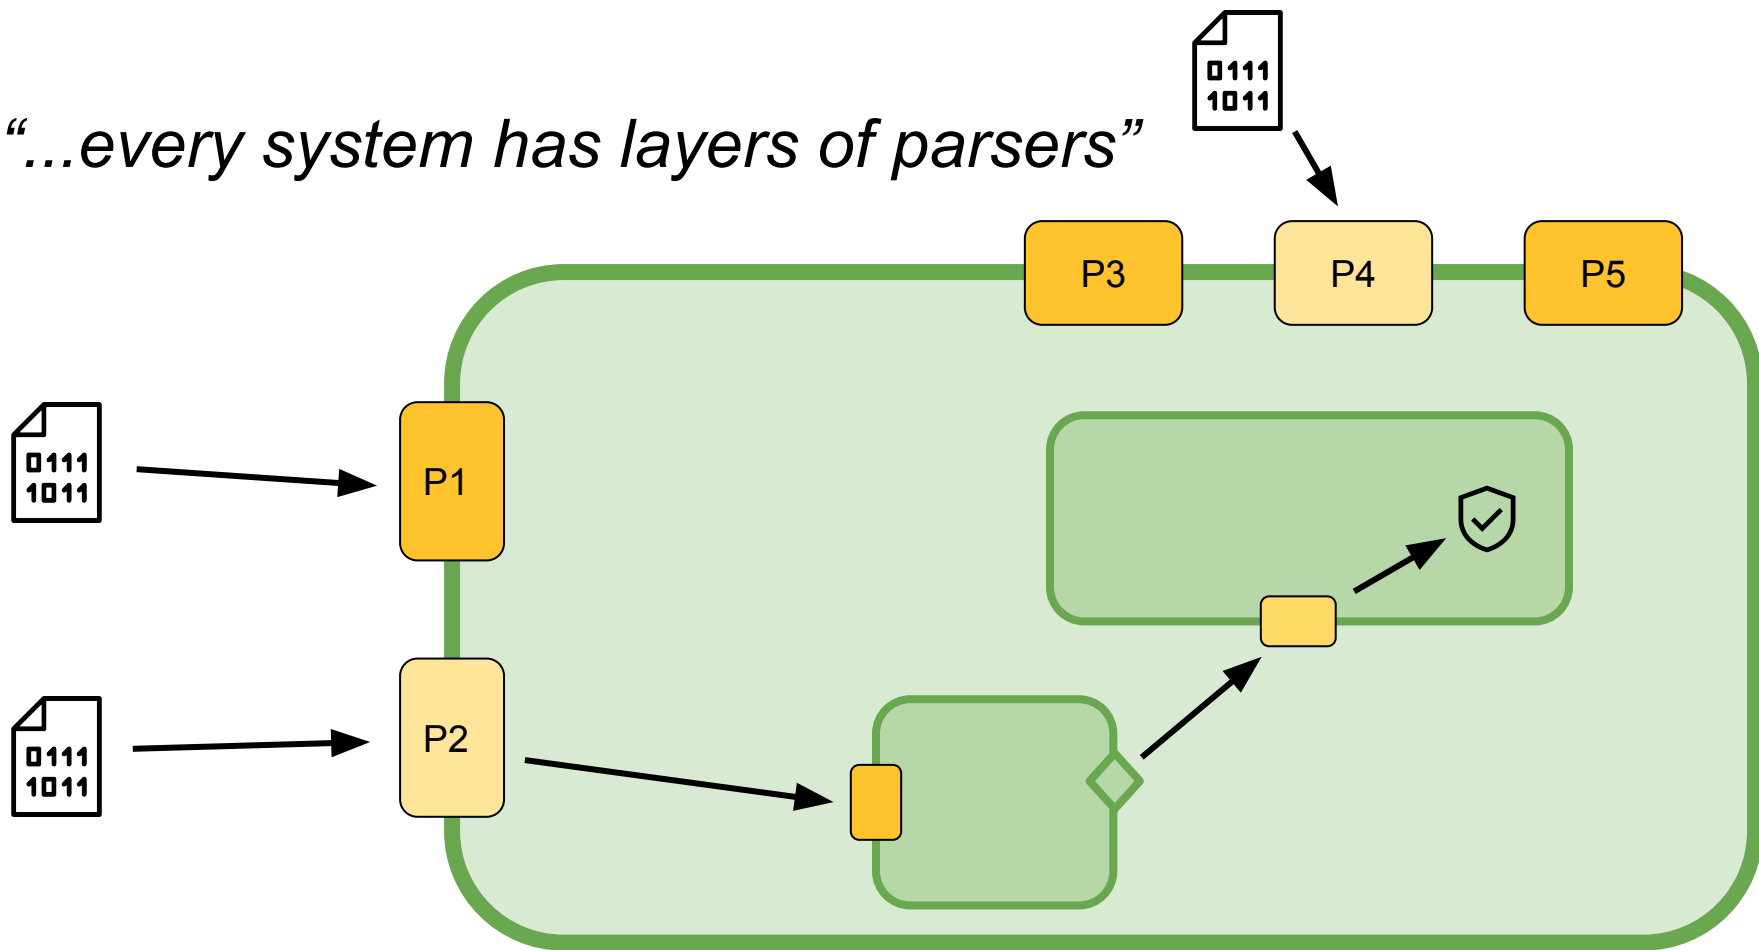 0111
1011
“...every system has layers of parsers”
P3
P4
P5
0111
1011
P1
0111
1011
P2